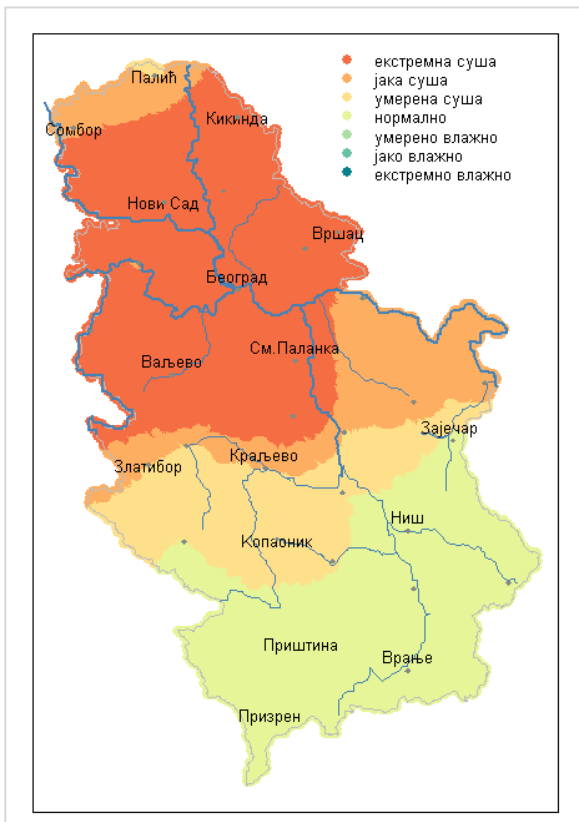 Палић
екстремна суша
јака суша
умерена суша
нормално
умерено влажно
јако влажно
екстремно влажно
Сомбор
Кикинда
Нови Сад
Вршац
Београд
Ваљево
См.Паланка
Златибор
Краљево
Зајечар
Копаоник
Ниш
Приштина
Врање
Призрен